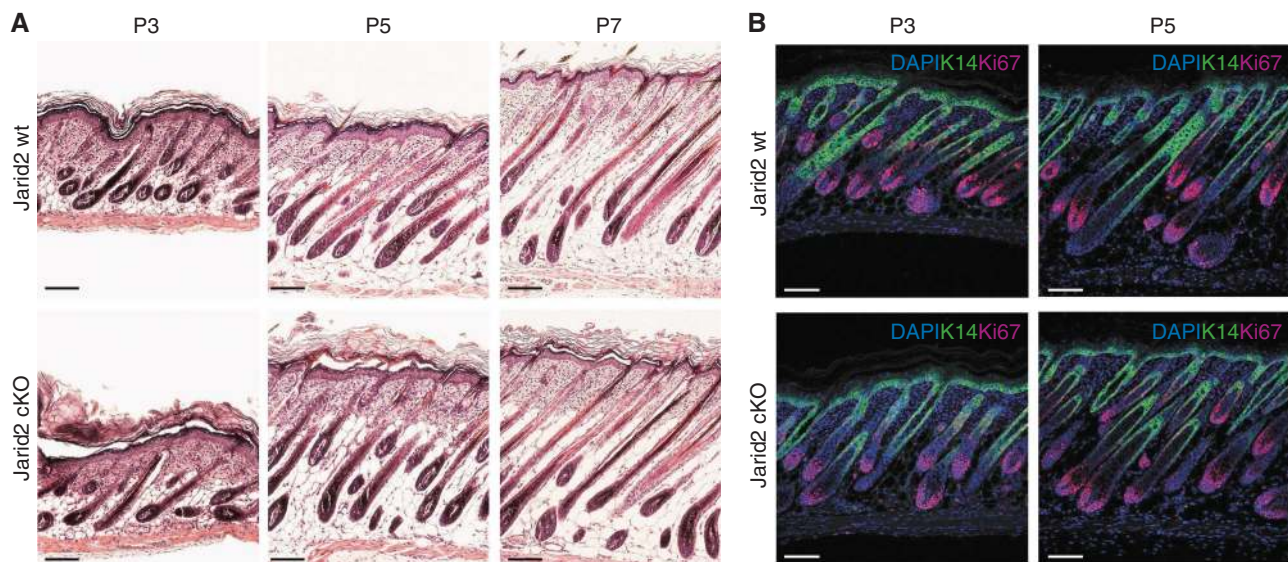 A
P3
P5
P7
B
P3
P5
Jarid2 wt
DAPIK14Ki67
DAPIK14Ki67
Jarid2 wt
Jarid2 cKO
DAPIK14Ki67
DAPIK14Ki67
Jarid2 cKO